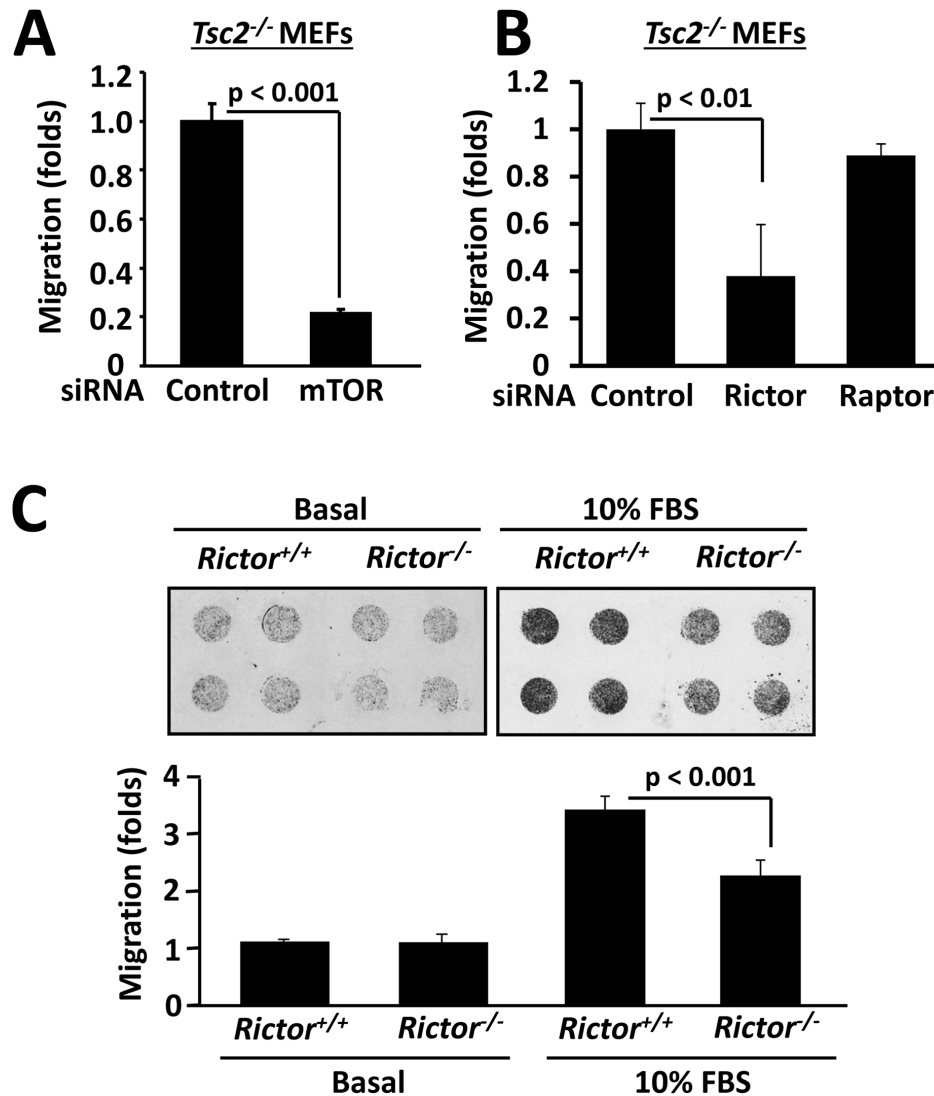 A
Tsc2-/- MEFs
Migration (folds)
1.2
1.0
0.8
0.6
0.4
0.2
0
p < 0.001
siRNA Control mTOR
B
Tsc2-/- MEFs
Migration (folds)
1.2
1
0.8
0.6
0.4
0.2
0
p < 0.01
siRNA Control Rictor Raptor
C
Basal 10% FBS
Rictor+/+ Rictor-/- Rictor+/+ Rictor-/-
Migration (folds)
4
3
2
1
0
p < 0.001
Rictor+/+ Rictor-/- Rictor+/+ Rictor-/-
Basal 10% FBS